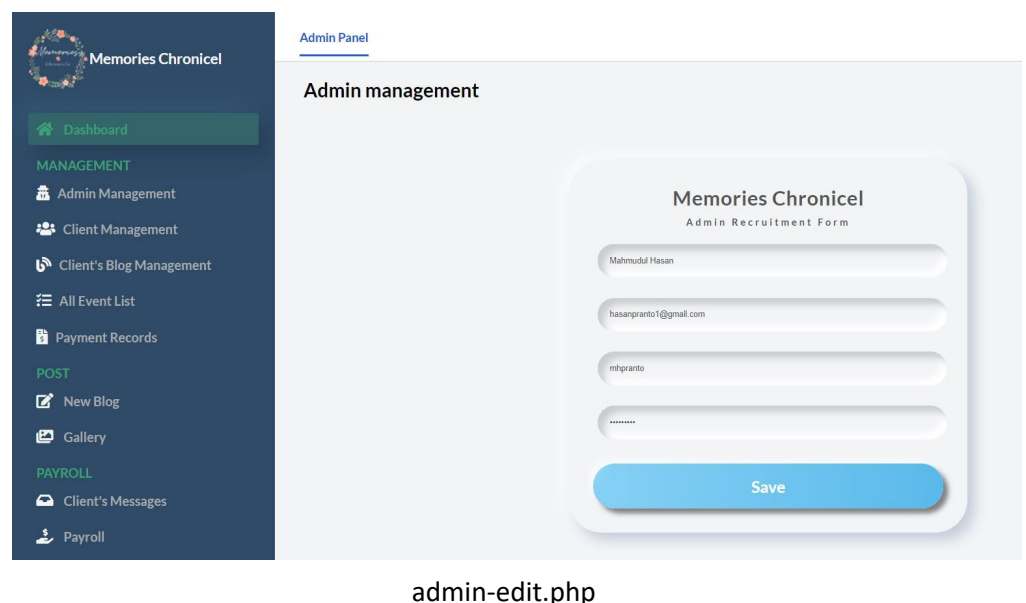 Memories
Chronicle
Memories Chronicel
Dashboard
MANAGEMENT
Admin Management
Client Management
Client's Blog Management
All Event List
Payment Records
POST
New Blog
Gallery
PAYROLL
Client's Messages
Payroll
Admin Panel
Admin management
Memories Chronicel
Admin Recruitment Form
Mahmudul Hasan
hasanpranto1@gmail.com
mhpranto
•••••••••
Save
admin-edit.php